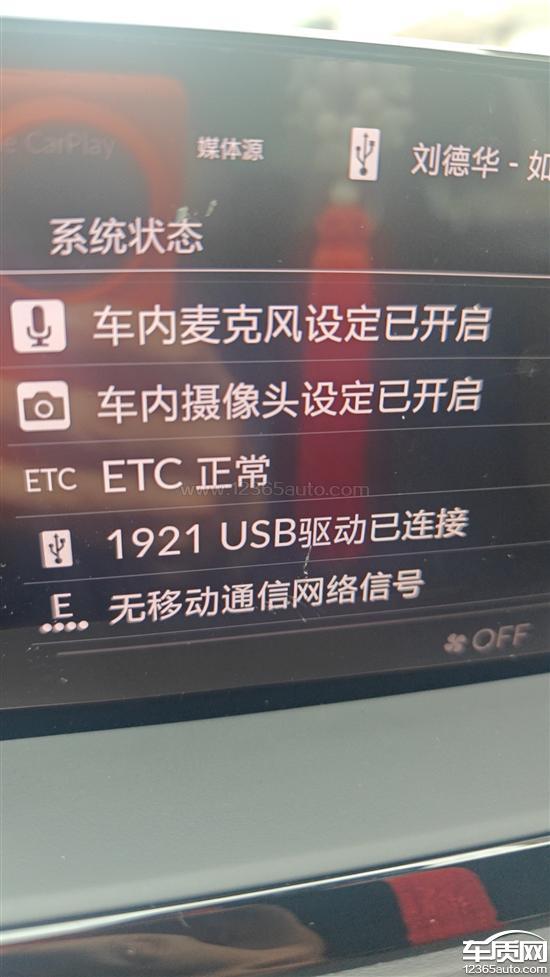 e CarPlay
媒体源
刘德华 - 如
系统状态
车内麦克风设定已开启
车内摄像头设定已开启
ETC ETC 正常
www.12365auto.com
1921 USB驱动已连接
E 无移动通信网络信号
OFF
车质网
12365auto.com